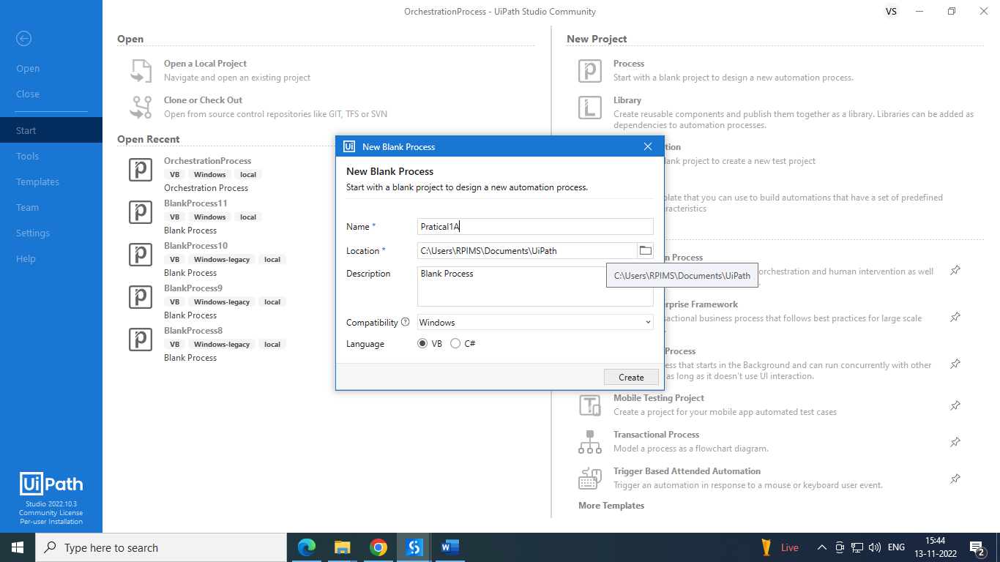 OrchestrationProcess - UiPath Studio Community
VS
Open
Close
Start
Tools
Templates
Team
Settings
Help
UiPath
Studio 2022.10.3
Community License
Per-user Installation
Open
Open a Local Project
Navigate and open an existing project
Clone or Check Out
Open from source control repositories like GIT, TFS or SVN
Open Recent
OrchestrationProcess
VB Windows local
Orchestration Process
BlankProcess11
VB Windows local
Blank Process
BlankProcess10
VB Windows-legacy local
Blank Process
BlankProcess9
VB Windows-legacy local
Blank Process
BlankProcess8
VB Windows-legacy local
Blank Process
New Project
Process
Start with a blank project to design a new automation process.
Library
Create reusable components and publish them together as a library. Libraries can be added as
dependencies to automation processes.
tion
lank project to create a new test project
plate that you can use to build automations that have a set of predefined
characteristics
n Process
orchestration and human intervention as well
.
erprise Framework
sactional business process that follows best practices for large scale
.
Process
ess that starts in the Background and can run concurrently with other
as long as it doesn't use UI interaction.
Mobile Testing Project
Create a project for your mobile app automated test cases
Transactional Process
Model a process as a flowchart diagram.
Trigger Based Attended Automation
Trigger an automation in response to a mouse or keyboard user event.
More Templates
Ui New Blank Process
New Blank Process
Start with a blank project to design a new automation process.
Name * Pratical1A
Location * C:\Users\RPIMS\Documents\UiPath
C:\Users\RPIMS\Documents\UiPath
Description Blank Process
Compatibility ? Windows
Language VB C#
Create
Type here to search
Live
ENG
15:44
13-11-2022
2